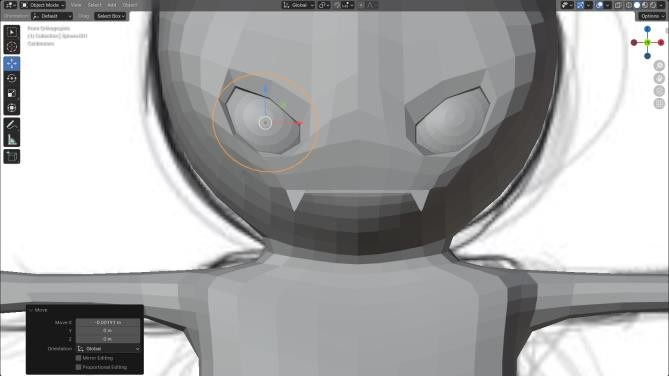 Object Mode View Select Add Object Global Options
Orientation: Default Drag: Select Box
Front Orthographic
(1) Collection | Sphere.001
Centimeters
Move
Move X -0.00191 m
Y 0 m
Z 0 m
Orientation Global
Mirror Editing
Proportional Editing